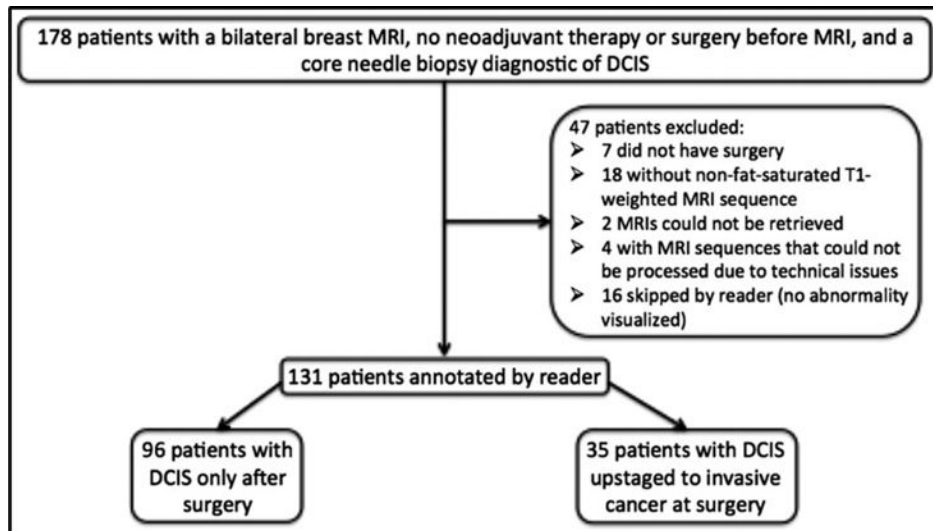 178 patients with a bilateral breast MRI, no neoadjuvant therapy or surgery before MRI, and a
core needle biopsy diagnostic of DCIS
47 patients excluded:
➢ 7 did not have surgery
➢ 18 without non-fat-saturated T1-
weighted MRI sequence
➢ 2 MRIs could not be retrieved
➢ 4 with MRI sequences that could not
be processed due to technical issues
➢ 16 skipped by reader (no abnormality
visualized)
131 patients annotated by reader
96 patients with
DCIS only after
surgery
35 patients with DCIS
upstaged to invasive
cancer at surgery